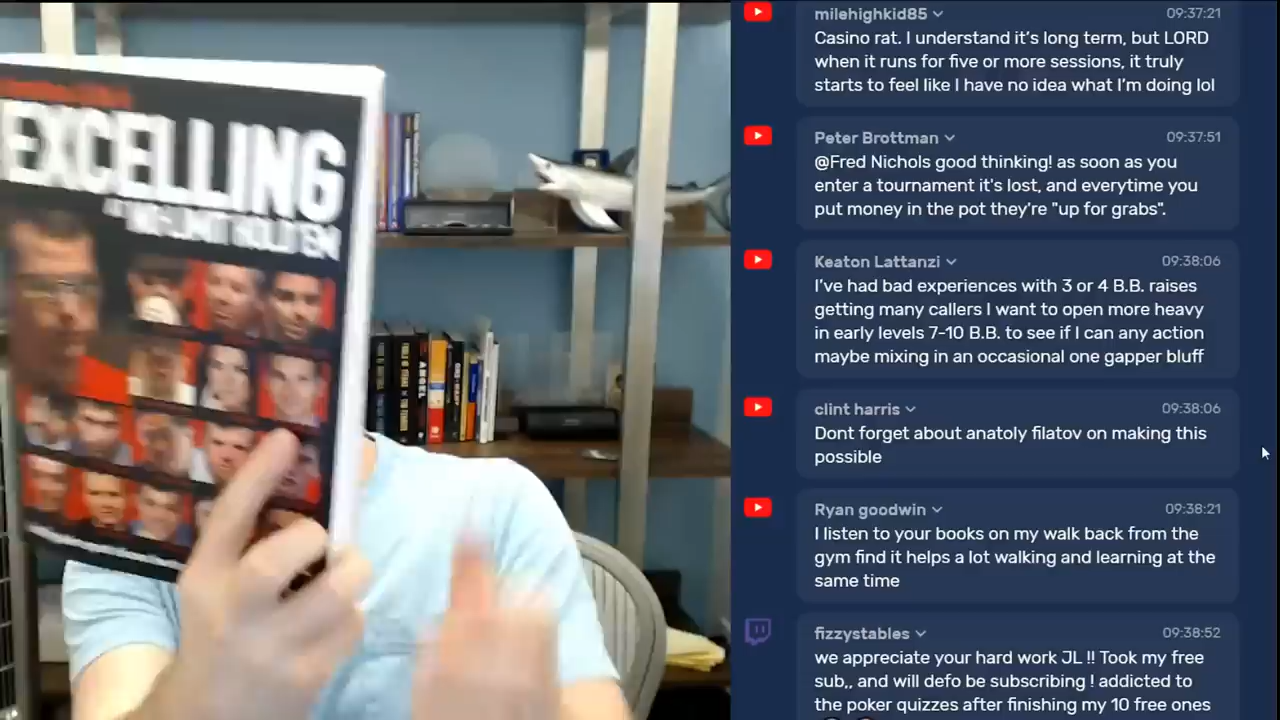 EXCELLING
AT NO-LIMIT HOLD'EM
ANGEL
milehighkid85
09:37:21
Casino rat. I understand it’s long term, but LORD
when it runs for five or more sessions, it truly
starts to feel like I have no idea what I’m doing lol
Peter Brottman
09:37:51
@Fred Nichols good thinking! as soon as you
enter a tournament it's lost, and everytime you
put money in the pot they're "up for grabs".
Keaton Lattanzi
09:38:06
I’ve had bad experiences with 3 or 4 B.B. raises
getting many callers I want to open more heavy
in early levels 7-10 B.B. to see if I can any action
maybe mixing in an occasional one gapper bluff
clint harris
09:38:06
Dont forget about anatoly filatov on making this
possible
Ryan goodwin
09:38:21
I listen to your books on my walk back from the
gym find it helps a lot walking and learning at the
same time
fizzystables
09:38:52
we appreciate your hard work JL !! Took my free
sub,, and will defo be subscribing ! addicted to
the poker quizzes after finishing my 10 free ones